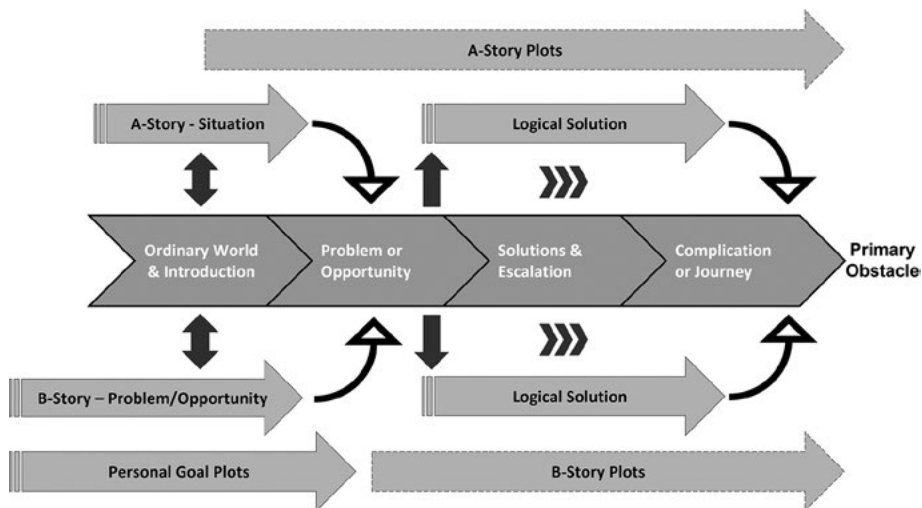 A-Story Plots
A-Story - Situation
Logical Solution
Ordinary World
& Introduction
Problem or
Opportunity
Solutions &
Escalation
Complication
or Journey
Primary
Obstacle
B-Story – Problem/Opportunity
Logical Solution
Personal Goal Plots
B-Story Plots